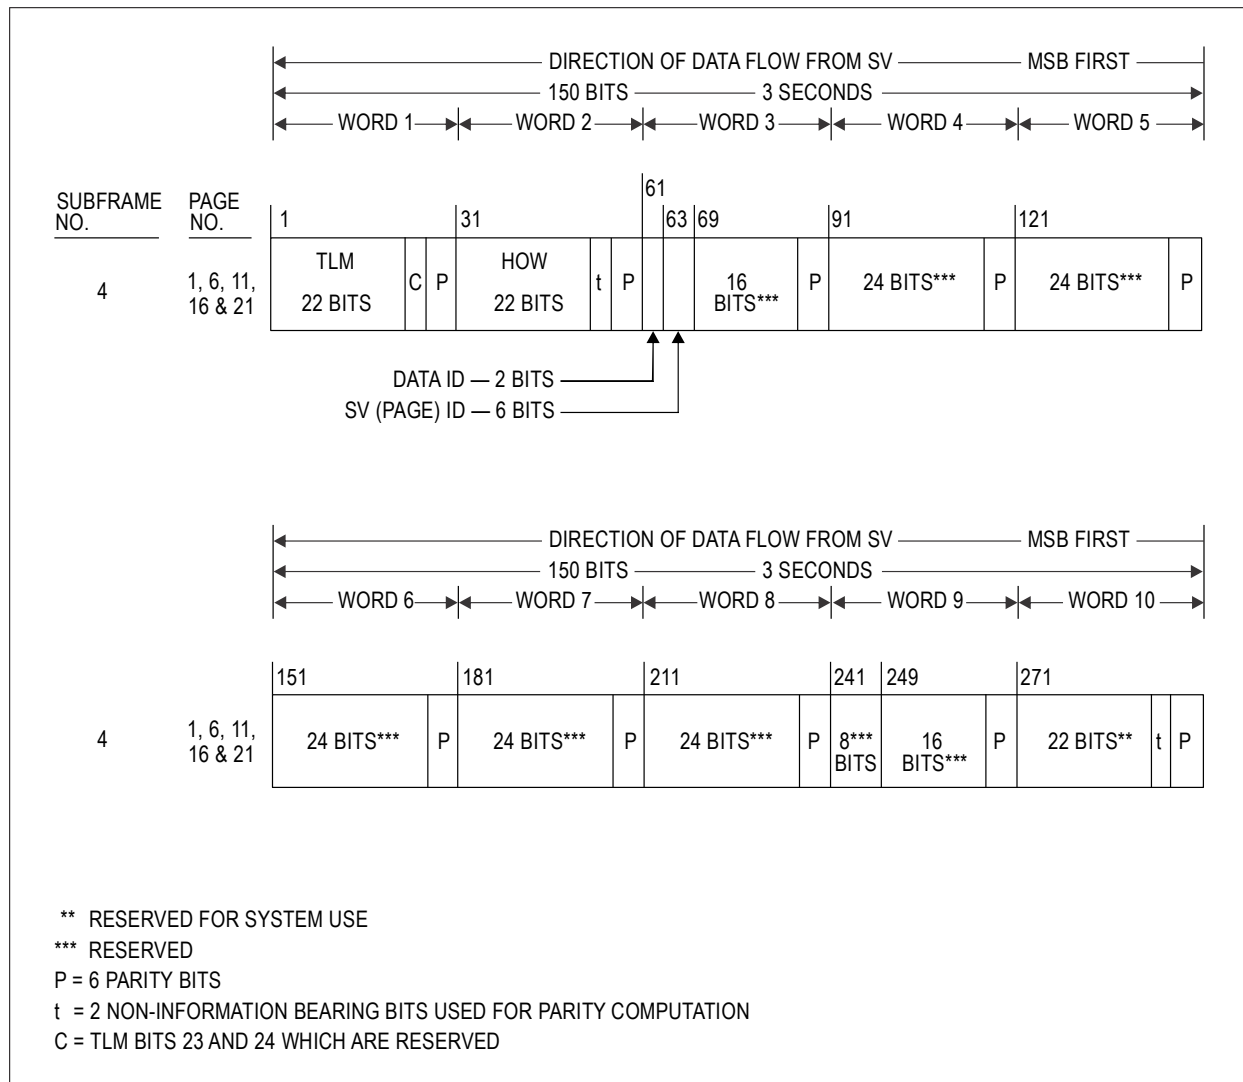 DIRECTION OF DATA FLOW FROM SV MSB FIRST
150 BITS 3 SECONDS
WORD 1 WORD 2 WORD 3 WORD 4 WORD 5
SUBFRAME NO. PAGE NO. 1 31 61 63 69 91 121
4 1, 6, 11, 16 & 21
TLM 22 BITS C P HOW 22 BITS t P 16 BITS*** P 24 BITS*** P 24 BITS*** P
DATA ID — 2 BITS
SV (PAGE) ID — 6 BITS
DIRECTION OF DATA FLOW FROM SV MSB FIRST
150 BITS 3 SECONDS
WORD 6 WORD 7 WORD 8 WORD 9 WORD 10
151 181 211 241 249 271
4 1, 6, 11, 16 & 21
24 BITS*** P 24 BITS*** P 24 BITS*** P 8*** BITS 16 BITS*** P 22 BITS** t P
** RESERVED FOR SYSTEM USE
*** RESERVED
P = 6 PARITY BITS
t = 2 NON-INFORMATION BEARING BITS USED FOR PARITY COMPUTATION
C = TLM BITS 23 AND 24 WHICH ARE RESERVED